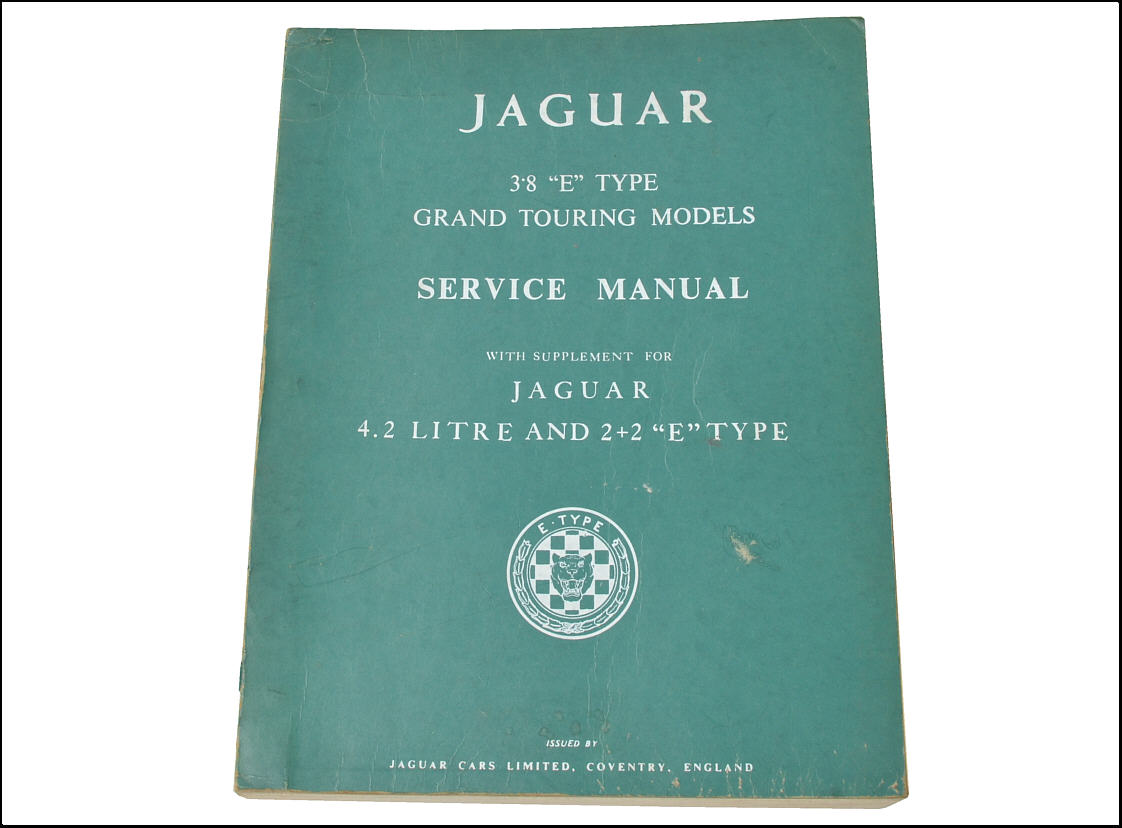 JAGUAR
3·8 “E” TYPE
GRAND TOURING MODELS
SERVICE MANUAL
WITH SUPPLEMENT FOR
JAGUAR
4.2 LITRE AND 2+2 “E” TYPE
E·TYPE
ISSUED BY
JAGUAR CARS LIMITED, COVENTRY, ENGLAND